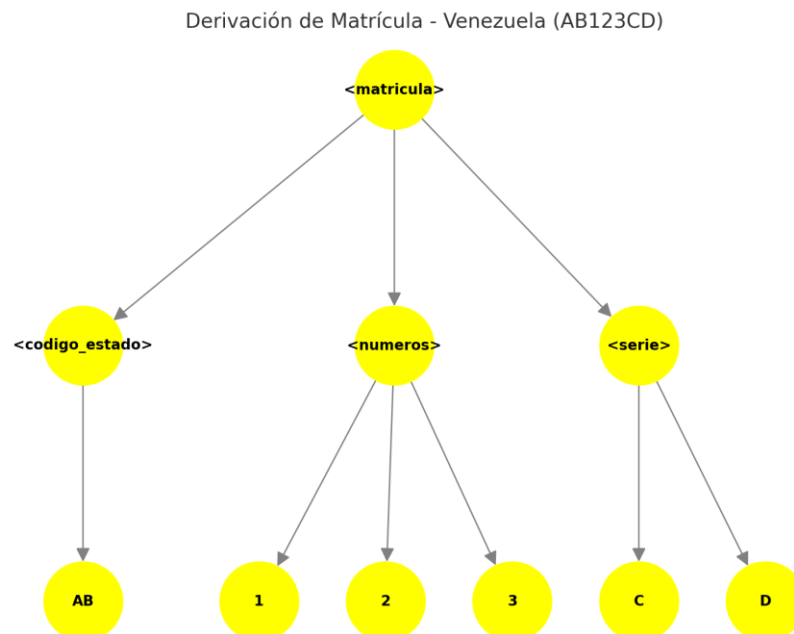 Derivación de Matrícula - Venezuela (AB123CD)
<matricula>
<codigo_estado> <numeros> <serie>
AB 1 2 3 C D